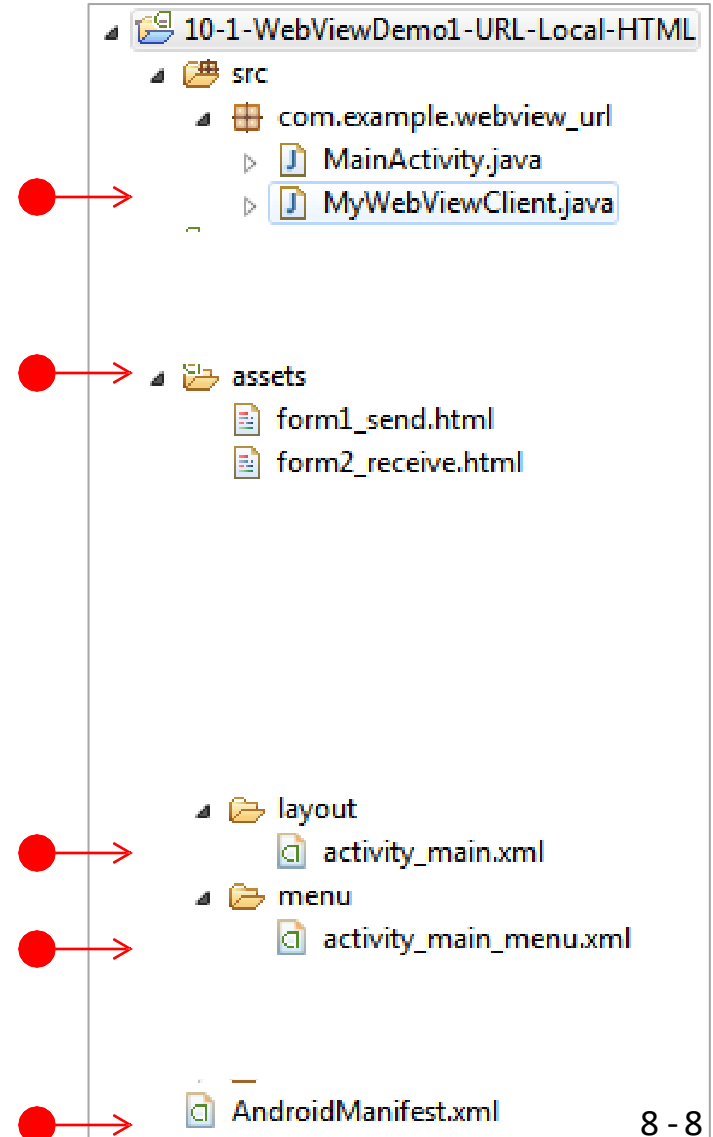 10-1-WebViewDemo1-URL-Local-HTML
src
com.example.webview_url
MainActivity.java
MyWebViewClient.java
assets
form1_send.html
form2_receive.html
layout
activity_main.xml
menu
activity_main_menu.xml
AndroidManifest.xml
8 - 8